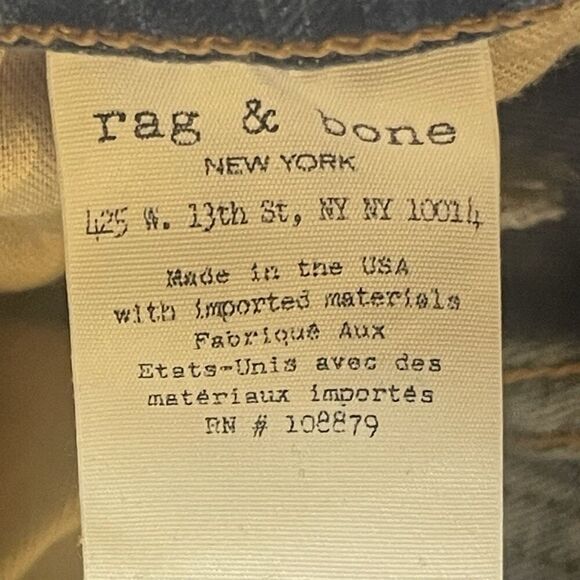 rag & bone
NEW YORK
425 W. 13th St, NY NY 10014
Made in the USA
with imported materials
Fabriqué Aux
Etats-Unis avec des
matériaux importés
RN # 108879